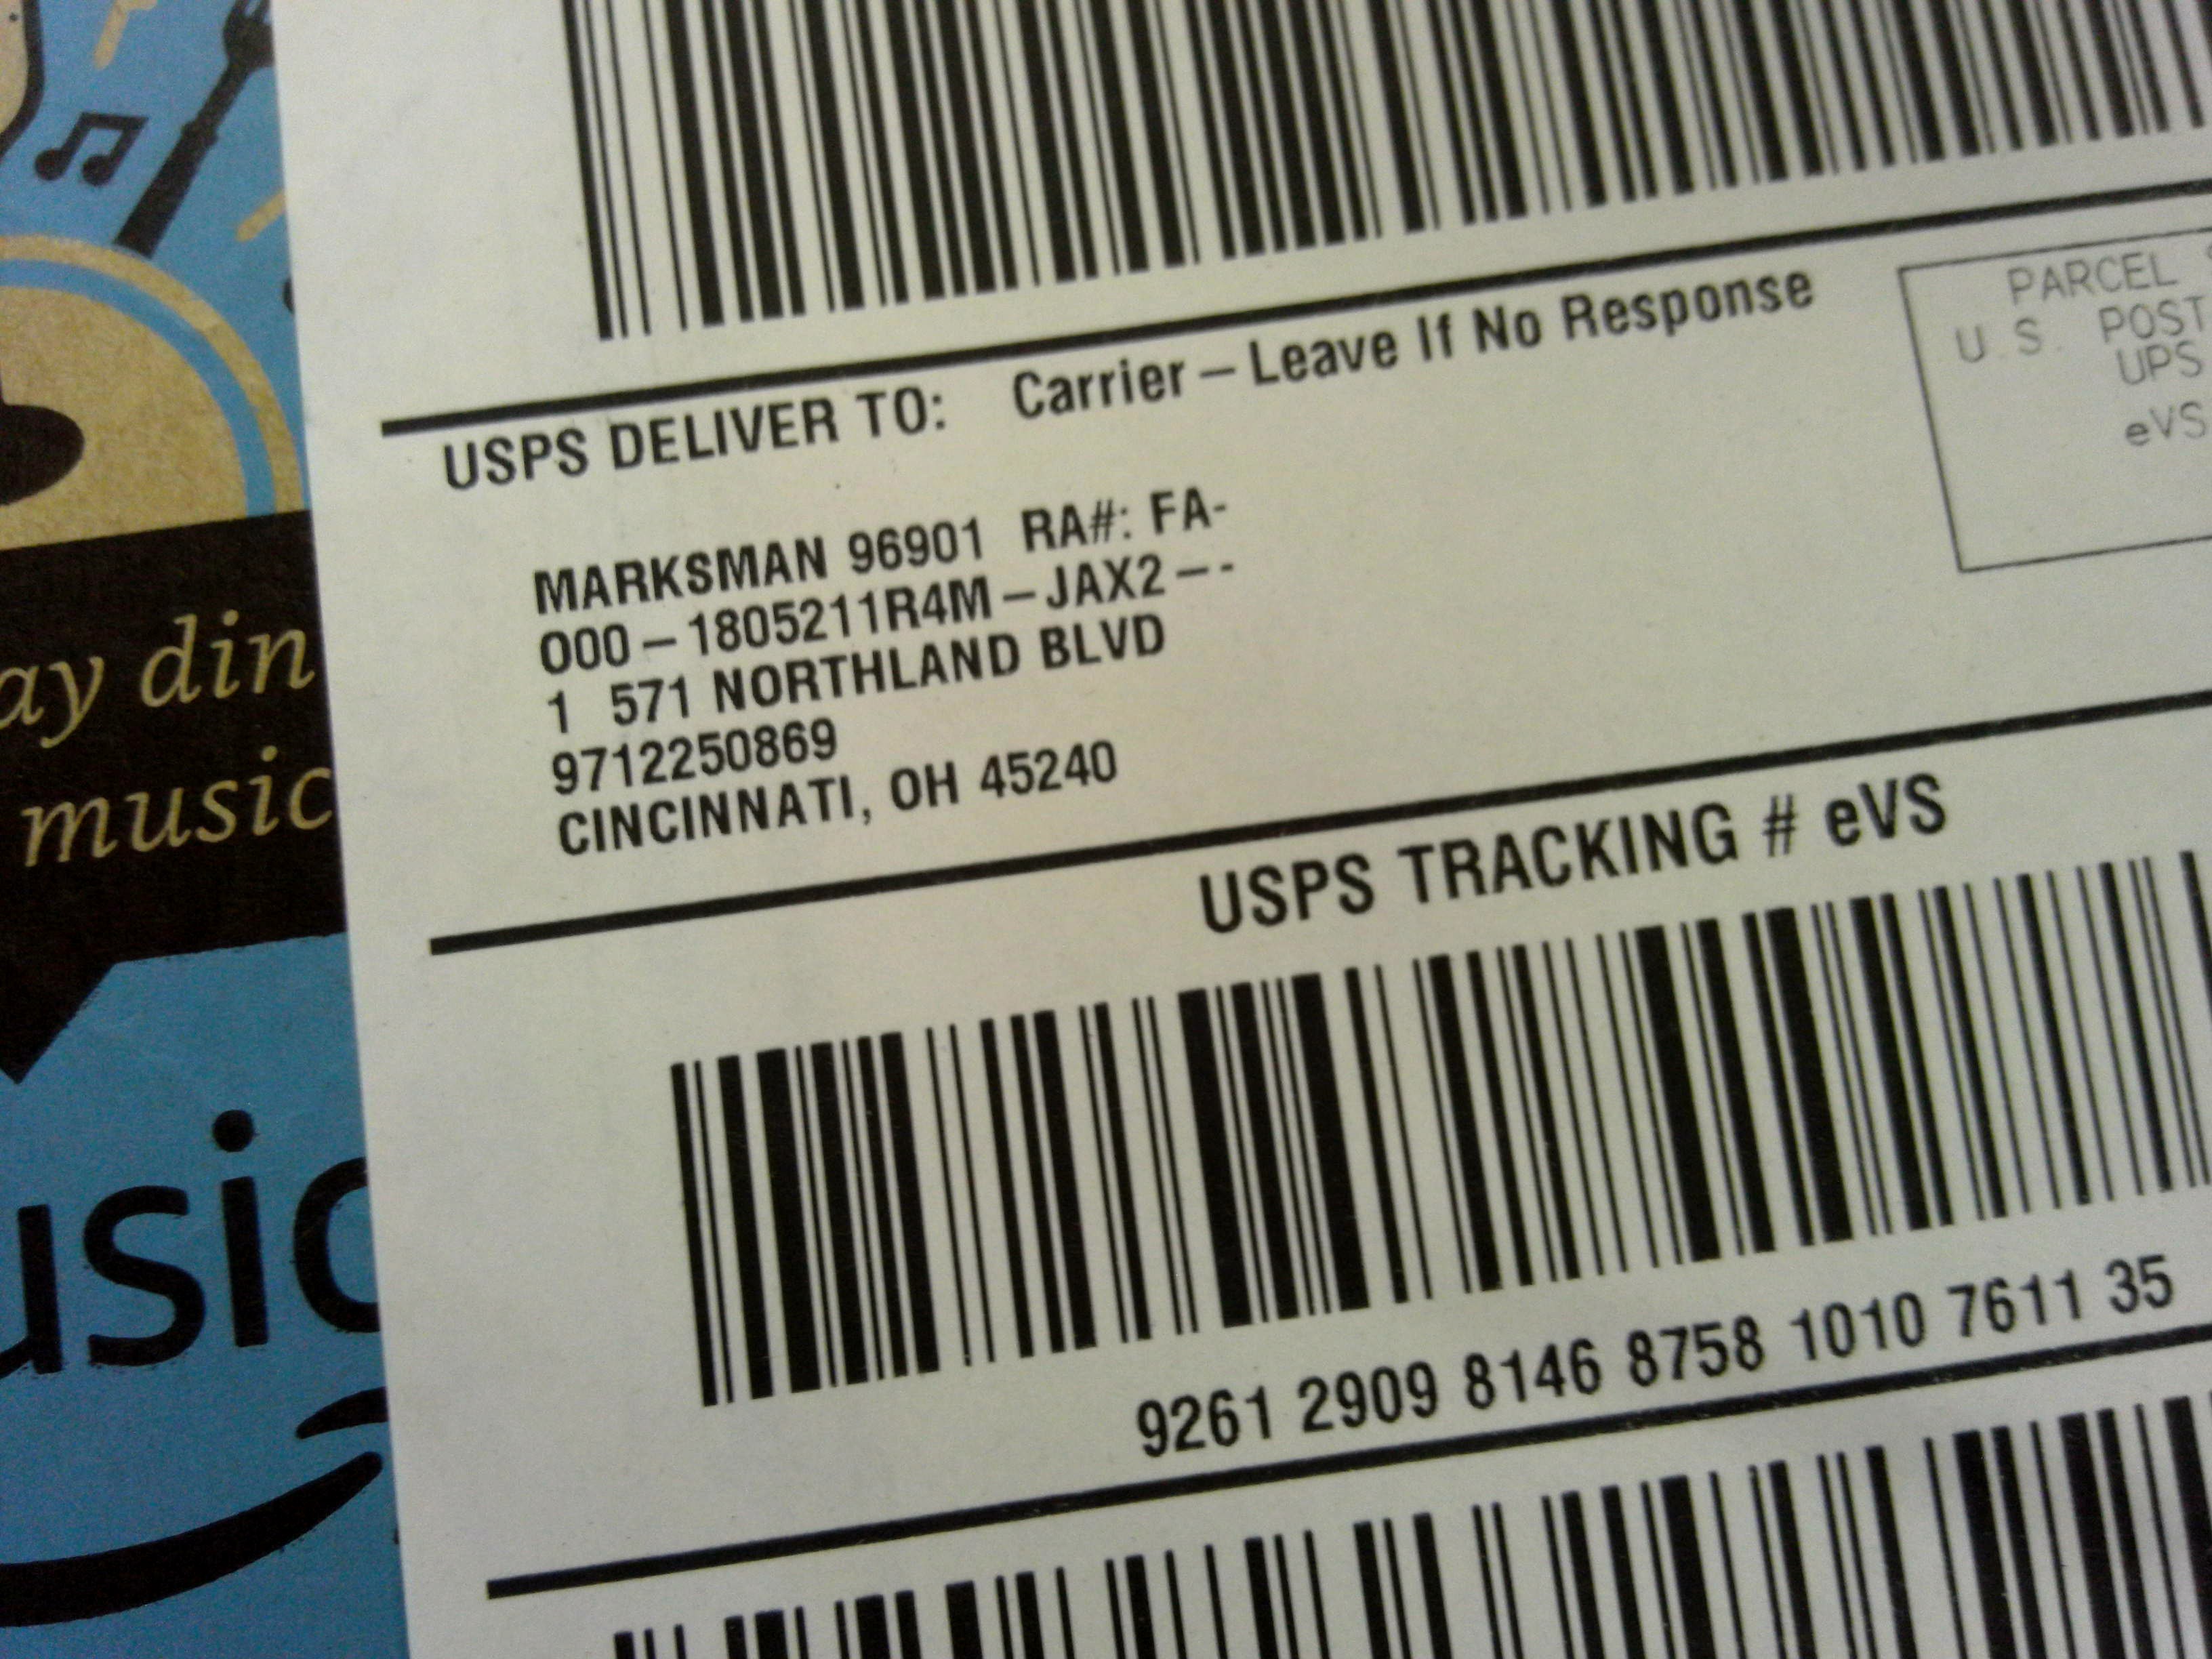 PARCEL
U.S. POST
UPS
eVS
USPS DELIVER TO: Carrier – Leave If No Response
MARKSMAN 96901 RA#: FA-
000 – 1805211R4M – JAX2 – -
1 571 NORTHLAND BLVD
9712250869
CINCINNATI, OH 45240
USPS TRACKING # eVS
9261 2909 8146 8758 1010 7611 35
ay din
music
usic